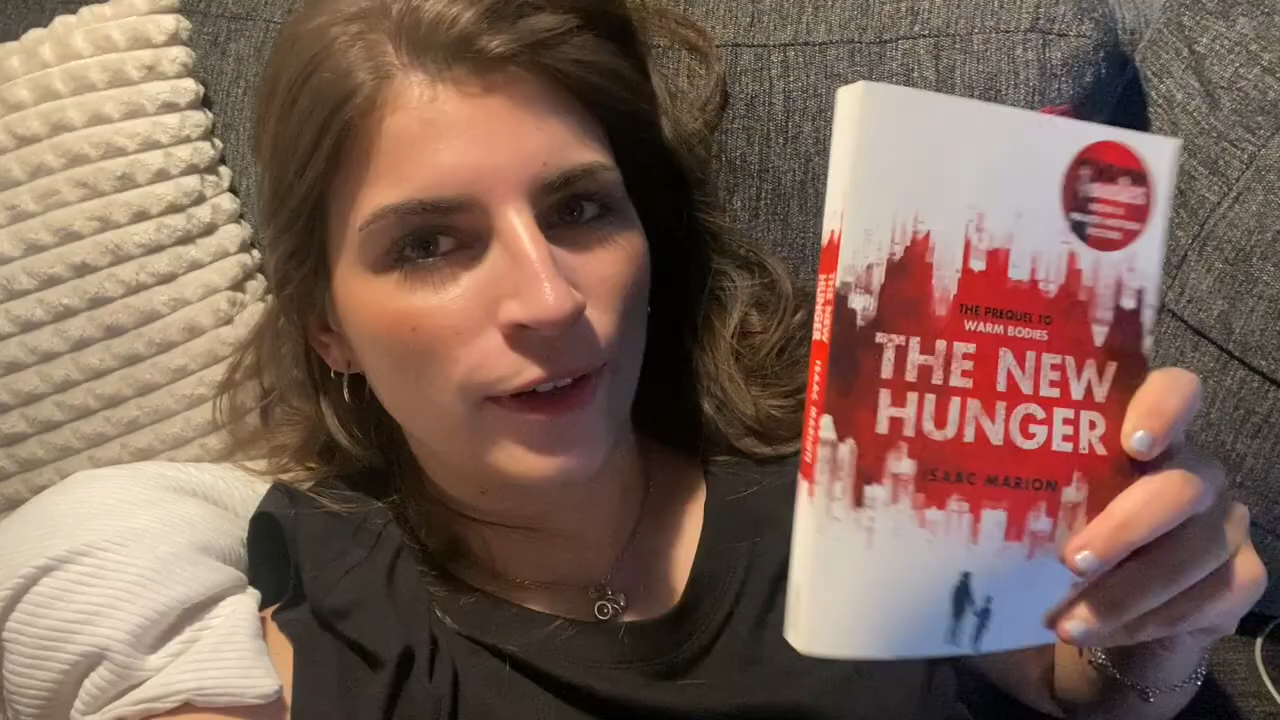 THE PREQUEL TO
WARM BODIES
THE NEW
HUNGER
ISAAC MARION
THE NEW
HUNGER
ISAAC MARION